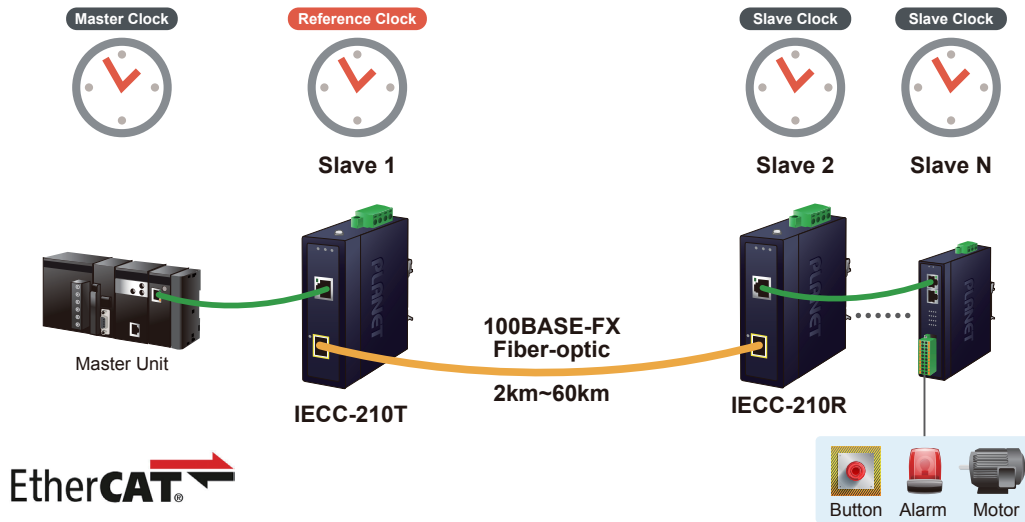 Master Clock
Reference Clock
Slave Clock
Slave Clock
Slave 1
Slave 2
Slave N
PLANET
PLANET
PLANET
Master Unit
100BASE-FX
Fiber-optic
2km~60km
IECC-210T
IECC-210R
EtherCAT®
Button
Alarm
Motor